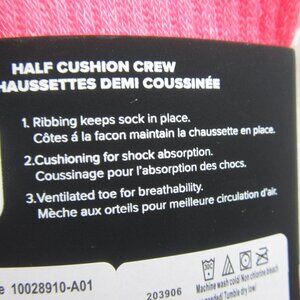 HALF CUSHION CREW
HAUSSETTES DEMI COUSSINÉE
1. Ribbing keeps sock in place.
Côtes á la facon maintain la chaussette en place.
2.Cushioning for shock absorption.
Coussinage pour l'absorption des chocs.
3.Ventilated toe for breathability.
Mèche aux orteils pour meilleure circulation d'air.
e 10028910-A01
203906
Machine wash cold/ Non chlorine bleach
needed/ Tumble dry low/